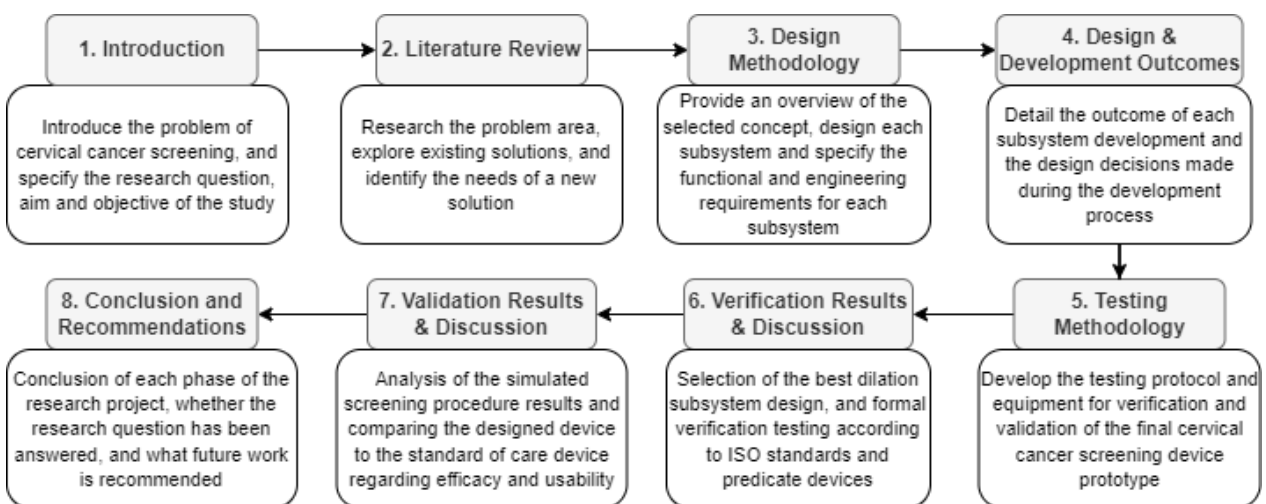 1. Introduction
Introduce the problem of
cervical cancer screening, and
specify the research question,
aim and objective of the study
2. Literature Review
Research the problem area,
explore existing solutions, and
identify the needs of a new
solution
3. Design
Methodology
Provide an overview of the
selected concept, design each
subsystem and specify the
functional and engineering
requirements for each
subsystem
4. Design &
Development Outcomes
Detail the outcome of each
subsystem development and
the design decisions made
during the development
process
5. Testing
Methodology
Develop the testing protocol and
equipment for verification and
validation of the final cervical
cancer screening device
prototype
6. Verification Results
& Discussion
Selection of the best dilation
subsystem design, and formal
verification testing according
to ISO standards and
predicate devices
7. Validation Results
& Discussion
Analysis of the simulated
screening procedure results and
comparing the designed device
to the standard of care device
regarding efficacy and usability
8. Conclusion and
Recommendations
Conclusion of each phase of the
research project, whether the
research question has been
answered, and what future work
is recommended